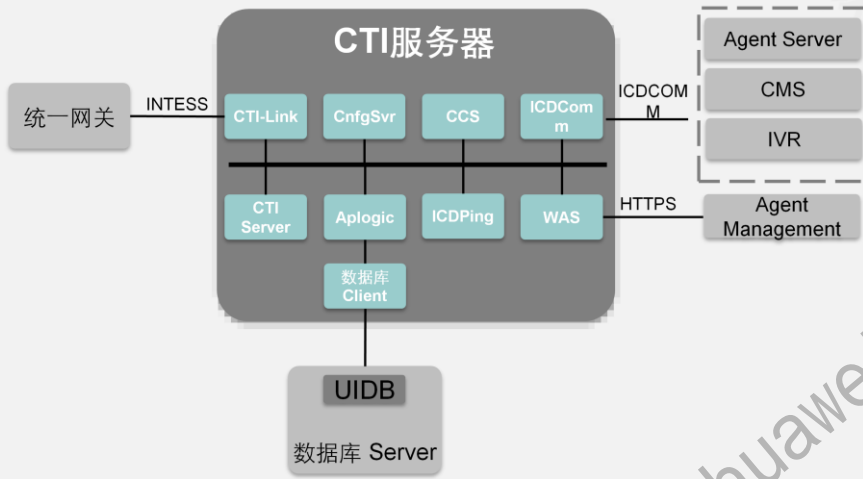 CTI服务器
Agent Server
CMS
IVR
ICDCOM
M
统一网关
INTESS
CTI-Link
CnfgSvr
CCS
ICDCom
m
CTI
Server
Aplogic
ICDPing
WAS
HTTPS
Agent
Management
数据库
Client
UIDB
数据库 Server
huawe